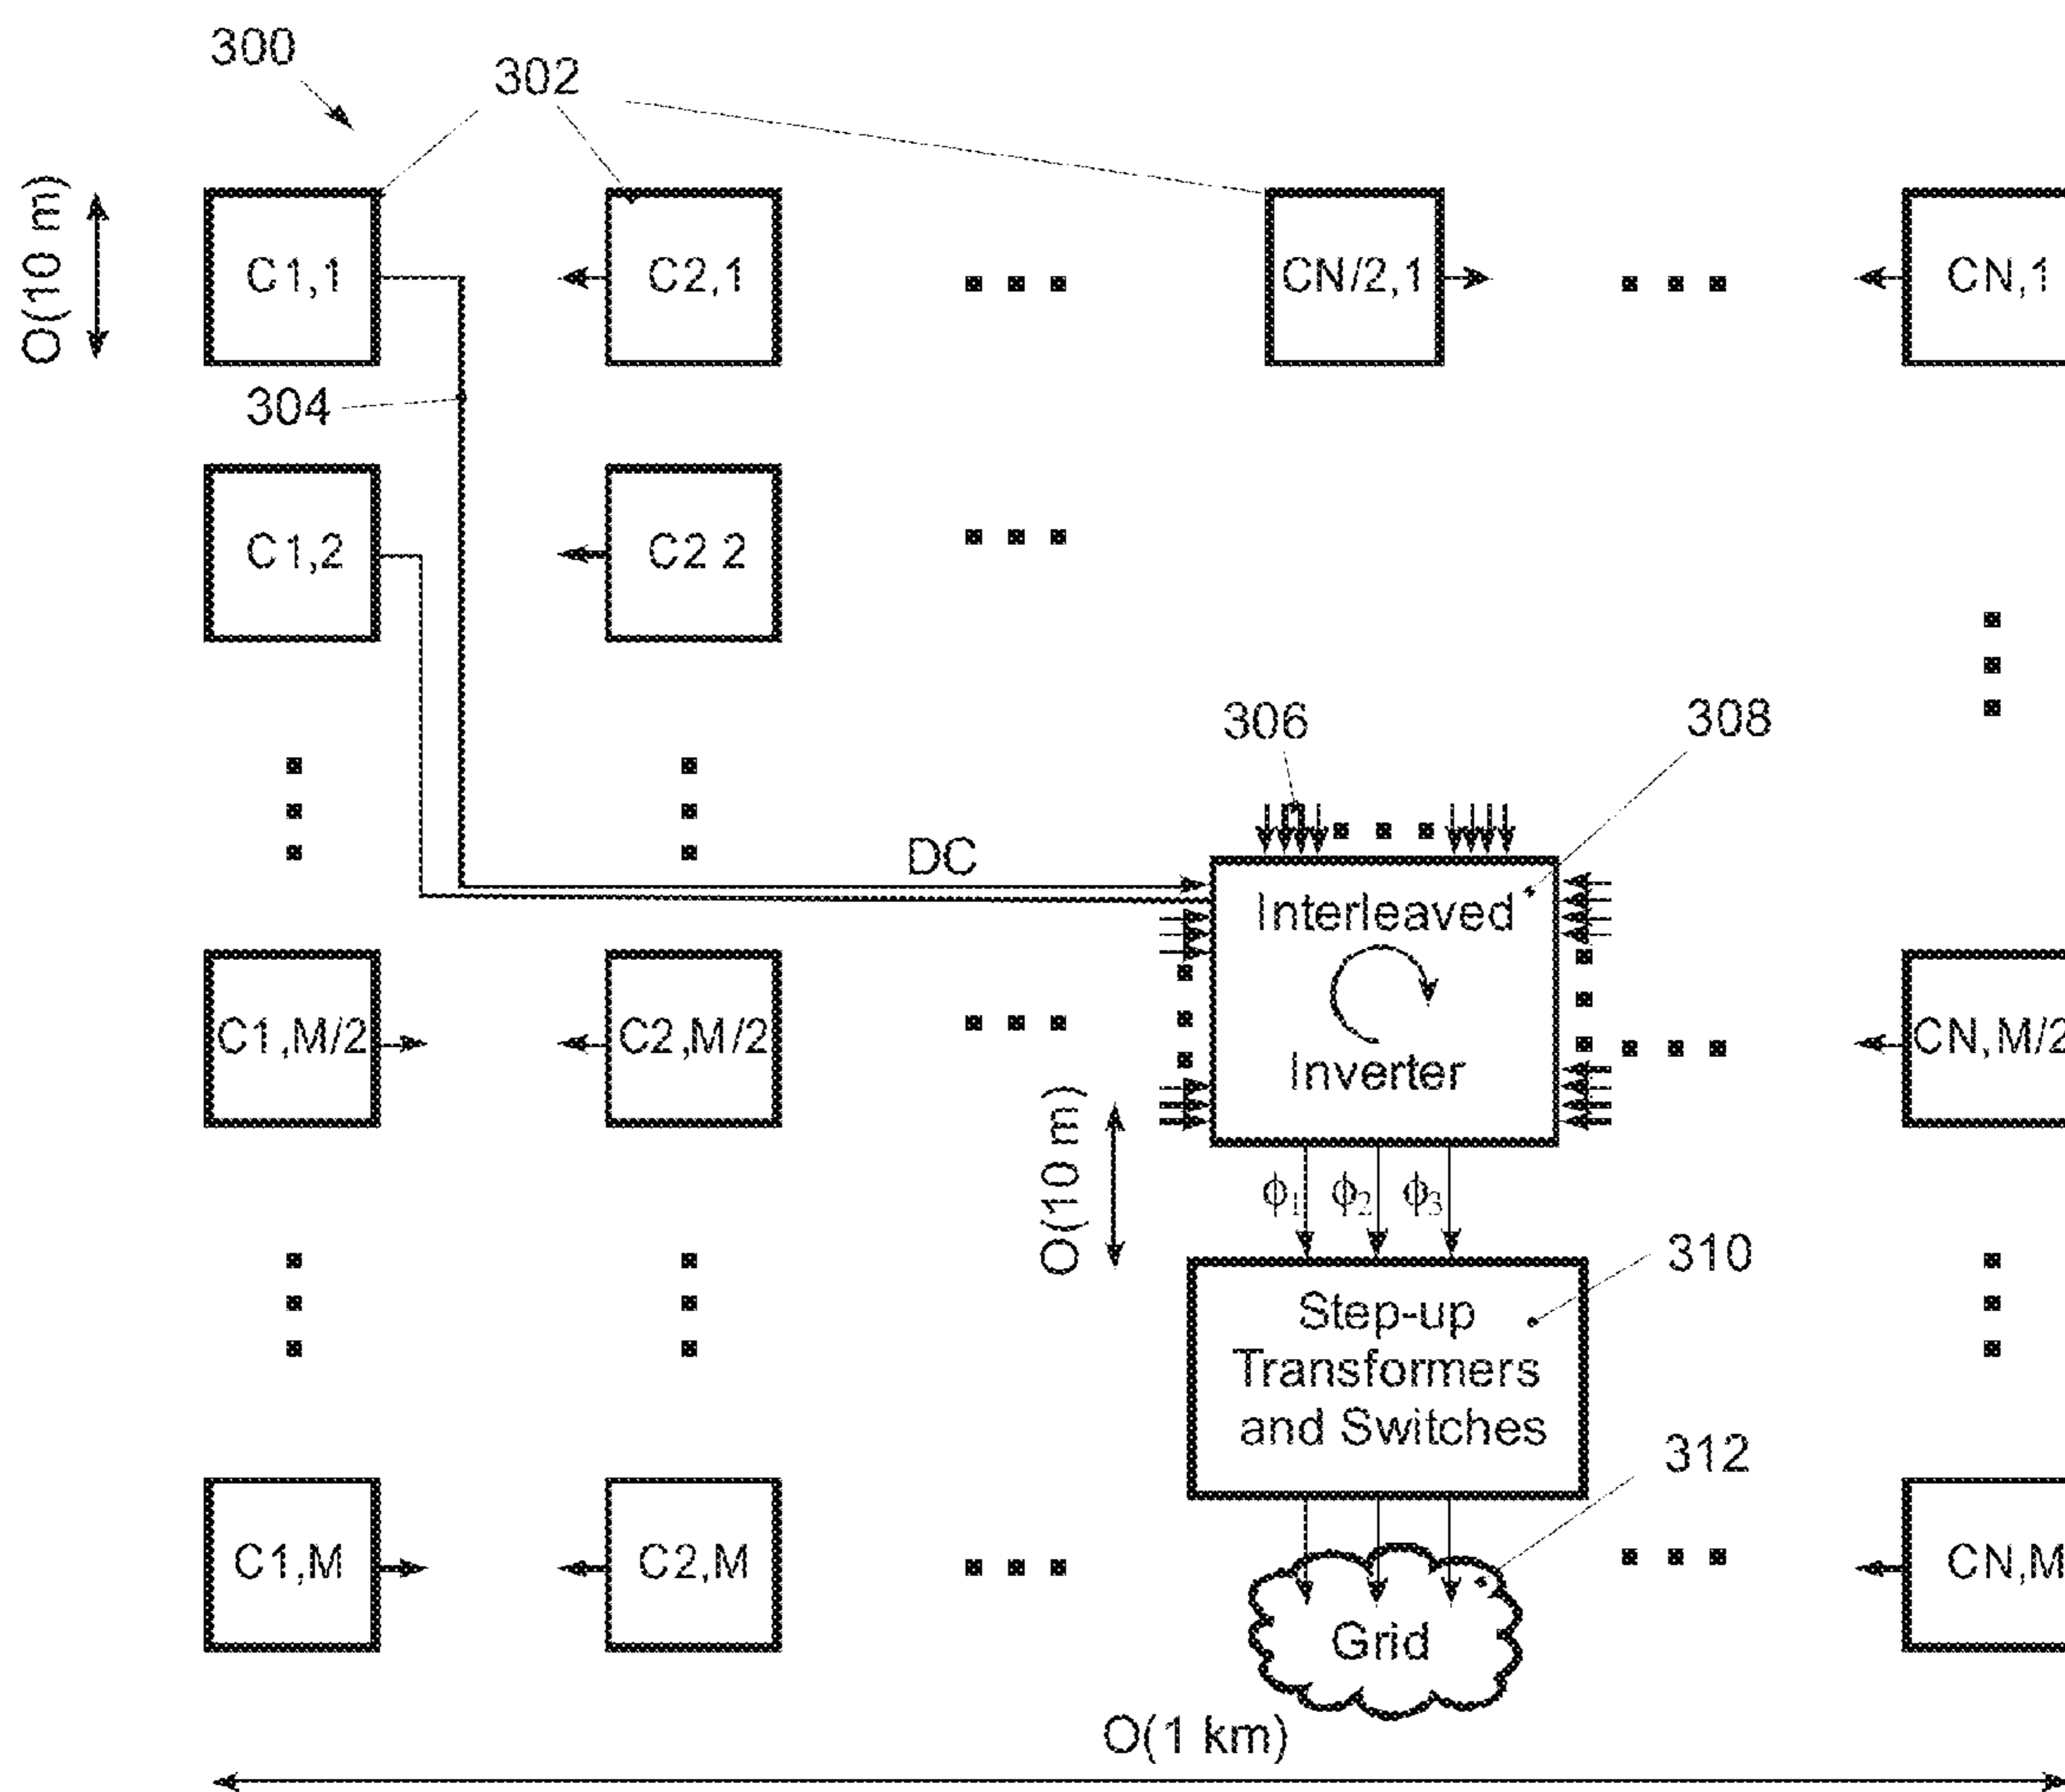 300
302
O(10 m)
C1,1
C2,1
CN/2,1
CN,1
304
C1,2
C2 2
306
308
DC
Interleaved
Inverter
C1,M/2
C2,M/2
CN,M/2
O(10 m)
ϕ1 ϕ2 ϕ3
310
Step-up
Transformers
and Switches
312
C1,M
C2,M
CN,M
Grid
O(1 km)